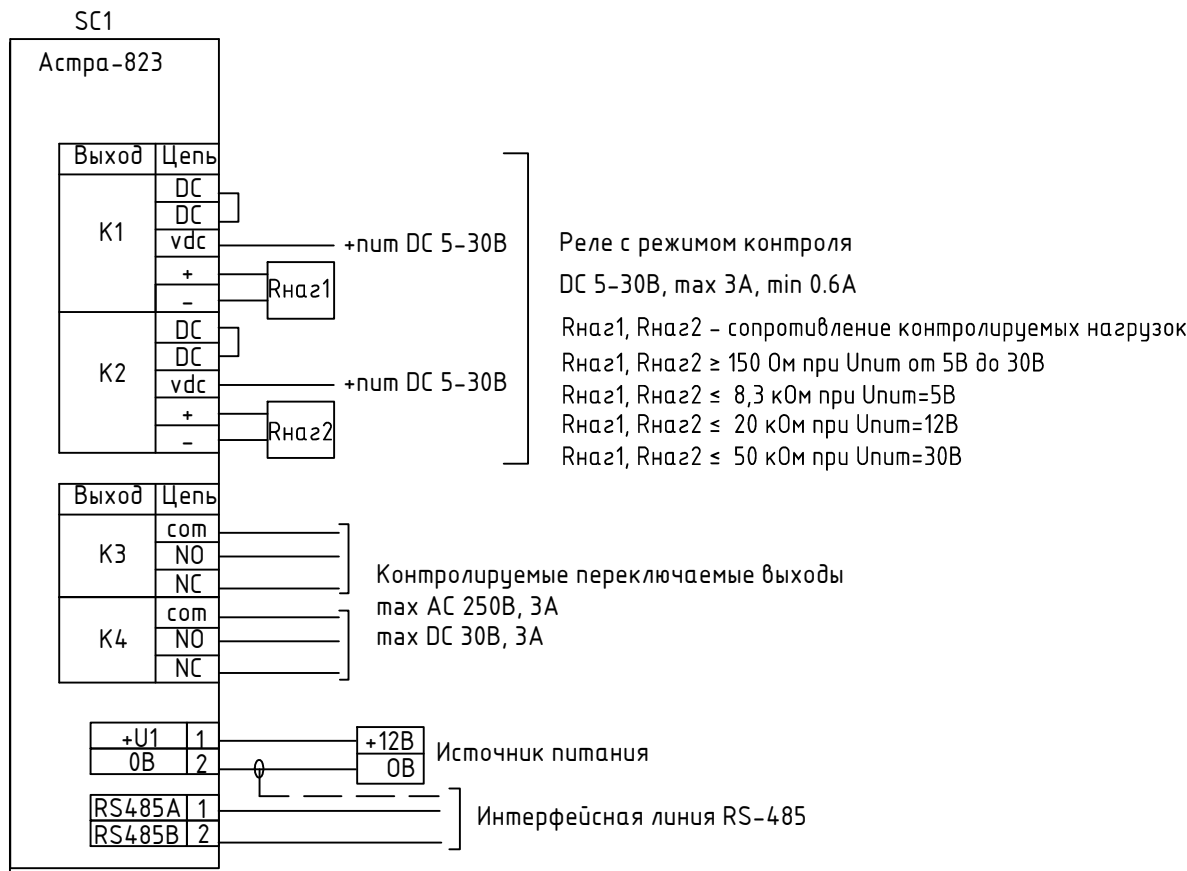 SC1
Астра-823
Выход Цепь
K1
DC
DC
vdc
+пит DC 5-30В
+
-
Rнаг1
K2
DC
DC
vdc
+пит DC 5-30В
+
-
Rнаг2
Реле с режимом контроля
DC 5-30В, max 3А, min 0.6А
Rнаг1, Rнаг2 - сопротивление контролируемых нагрузок
Rнаг1, Rнаг2 ≥ 150 Ом при Uпит от 5В до 30В
Rнаг1, Rнаг2 ≤ 8,3 кОм при Uпит=5В
Rнаг1, Rнаг2 ≤ 20 кОм при Uпит=12В
Rнаг1, Rнаг2 ≤ 50 кОм при Uпит=30В
Выход Цепь
K3
com
NO
NC
K4
com
NO
NC
Контролируемые переключаемые выходы
max AC 250В, 3А
max DC 30В, 3А
+U1 1
0В 2
+12В
0В
Источник питания
RS485A 1
RS485B 2
Интерфейсная линия RS-485